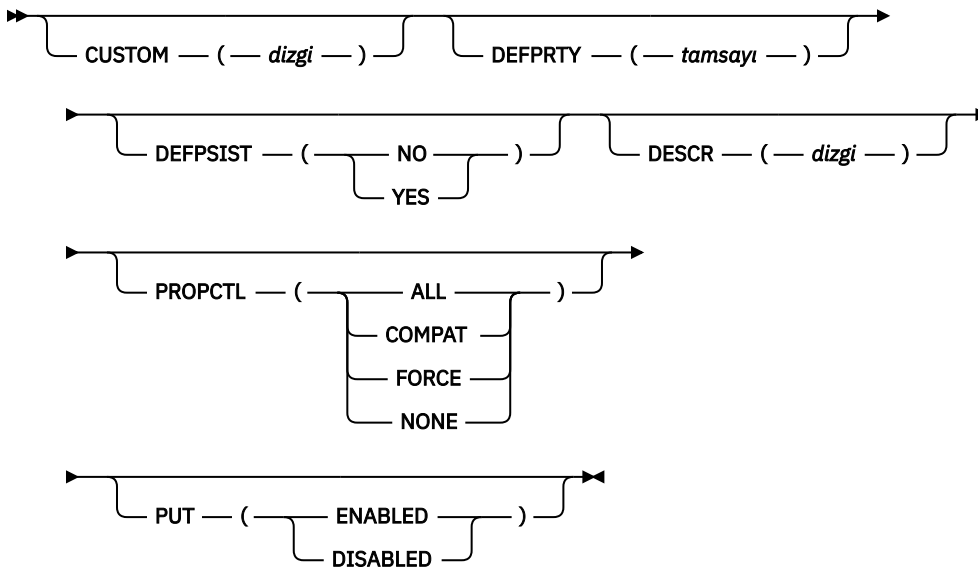 CUSTOM ( dizgi ) DEFPRTY ( tamsayı )
DEFPSIST ( NO ) DESCR ( dizgi )
YES
PROPCTL ( ALL )
COMPAT
FORCE
NONE
PUT ( ENABLED )
DISABLED